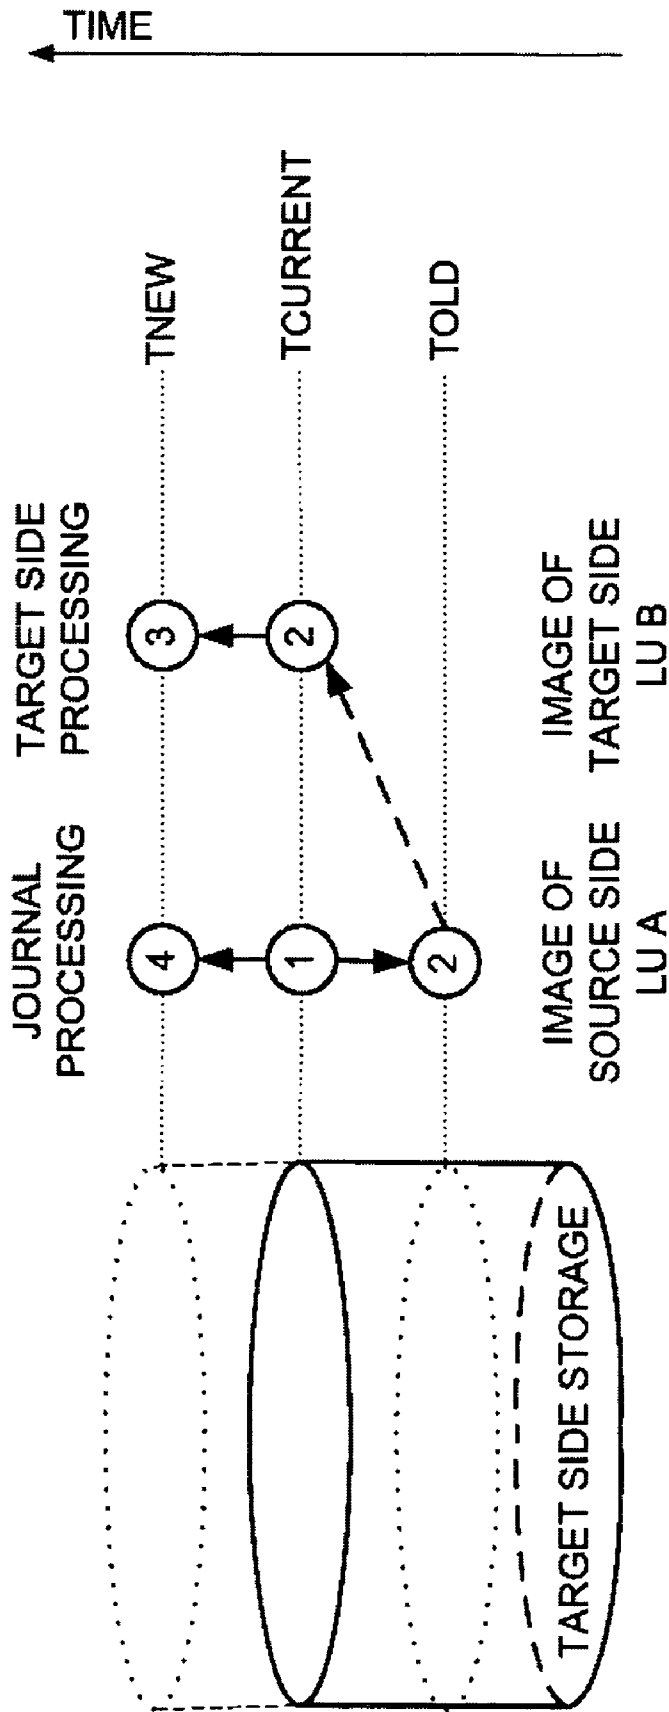 TIME
JOURNAL
PROCESSING
TARGET SIDE
PROCESSING
TNEW
4
3
TCURRENT
1
2
TOLD
2
IMAGE OF
SOURCE SIDE
LU A
IMAGE OF
TARGET SIDE
LU B
TARGET SIDE STORAGE